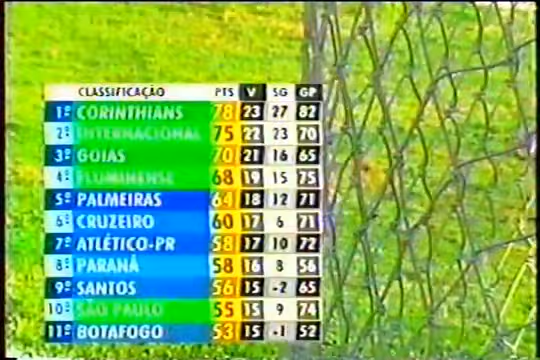 CLASSIFICAÇÃO PTS V SG GP
1º CORINTHIANS 78 23 27 82
2º INTERNACIONAL 75 22 23 70
3º GOIÁS 70 21 16 65
4º FLUMINENSE 68 19 15 75
5º PALMEIRAS 64 18 12 71
6º CRUZEIRO 60 17 6 71
7º ATLÉTICO-PR 58 17 10 72
8º PARANÁ 58 16 8 56
9º SANTOS 56 15 -2 65
10º SÃO PAULO 55 15 9 74
11º BOTAFOGO 53 15 -1 52